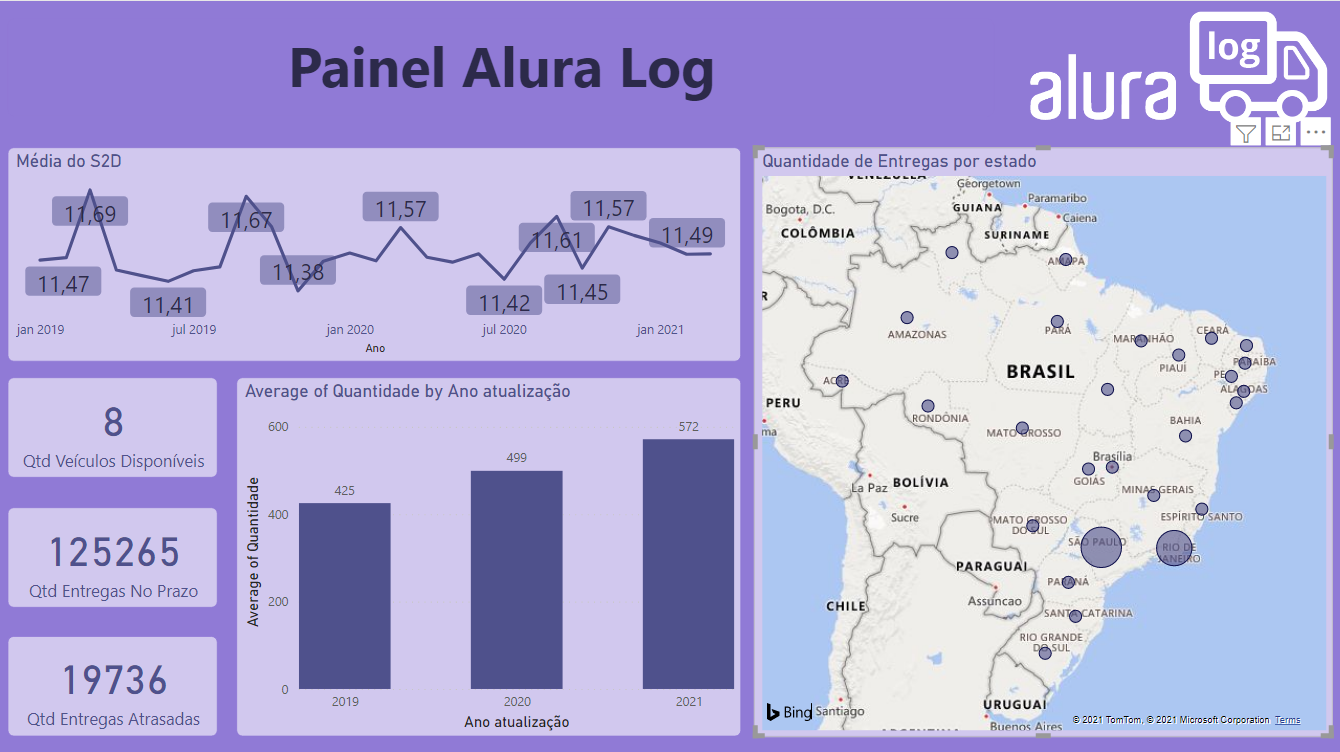 Painel Alura Log
alura
log
Média do S2D
11,69
11,67
11,57
11,57
11,61
11,49
11,47
11,38
11,41
11,42
11,45
jan 2019
jul 2019
jan 2020
jul 2020
jan 2021
Ano
8
Qtd Veículos Disponíveis
125265
Qtd Entregas No Prazo
19736
Qtd Entregas Atrasadas
Average of Quantidade by Ano atualização
Average of Quantidade
600
400
200
0
425
499
572
2019
2020
2021
Ano atualização
Quantidade de Entregas por estado
VENEZUELA
Georgetown
Paramaribo
Bogota, D.C.
GUIANA
Caiena
COLÔMBIA
SURINAME
AMAPÁ
R
AMAZONAS
PARÁ
MARANHÃO
CEARÁ
PIAUÍ
PARAÍBA
PE
ALAGOAS
BRASIL
ACRE
PERU
ma
RONDÔNIA
MATO GROSSO
BAHIA
Brasília
GOIÁS
La Paz
BOLÍVIA
MINAS GERAIS
Sucre
MATO GROSSO
DO SUL
ESPÍRITO SANTO
SÃO PAULO
RIO DE
JANEIRO
PARAGUAI
PARANÁ
Assuncao
CHILE
SANTA CATARINA
RIO GRANDE
DO SUL
URUGUAI
Santiago
Buenos Aires
ARGENTINA
Bing
© 2021 TomTom, © 2021 Microsoft Corporation Terms